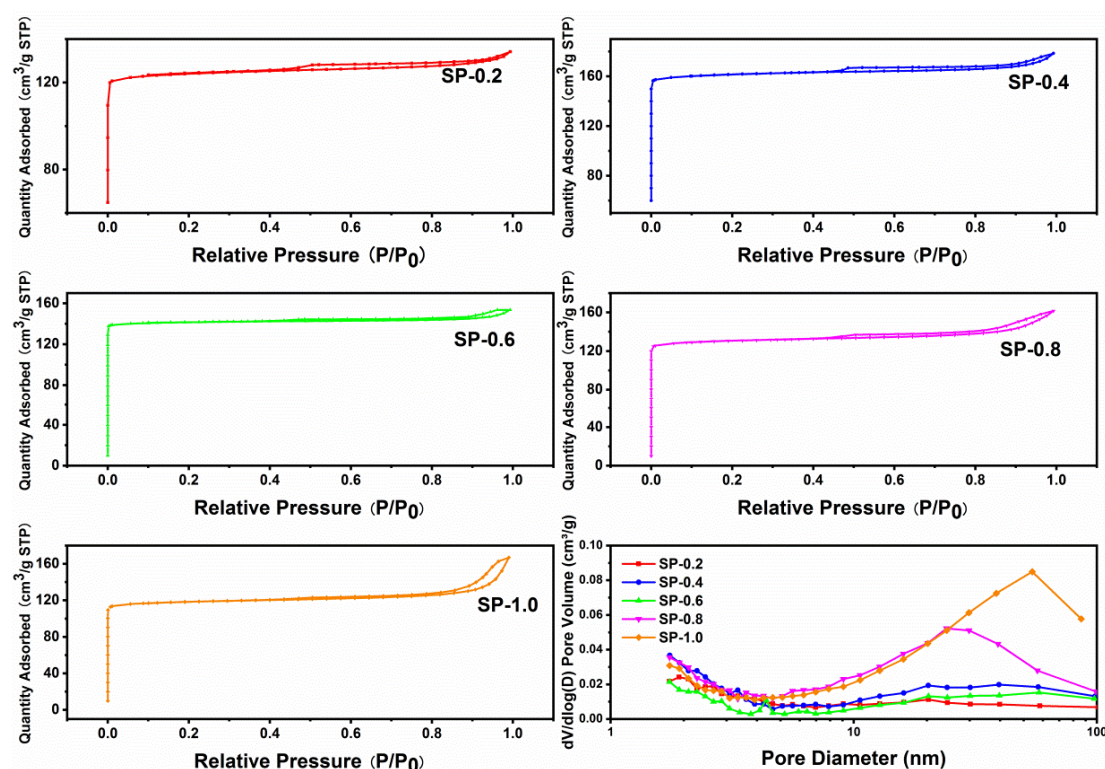 Quantity Adsorbed (cm³/g STP)
120
80
SP-0.2
0.0 0.2 0.4 0.6 0.8 1.0
Relative Pressure (P/P₀)
Quantity Adsorbed (cm³/g STP)
160
120
80
SP-0.4
0.0 0.2 0.4 0.6 0.8 1.0
Relative Pressure (P/P₀)
Quantity Adsorbed (cm³/g STP)
160
120
80
40
0
SP-0.6
0.0 0.2 0.4 0.6 0.8 1.0
Relative Pressure (P/P₀)
Quantity Adsorbed (cm³/g STP)
160
120
80
40
0
SP-0.8
0.0 0.2 0.4 0.6 0.8 1.0
Relative Pressure (P/P₀)
Quantity Adsorbed (cm³/g STP)
160
120
80
40
0
SP-1.0
0.0 0.2 0.4 0.6 0.8 1.0
Relative Pressure (P/P₀)
dV/dlog(D) Pore Volume (cm³/g)
0.10
0.08
0.06
0.04
0.02
0.00
SP-0.2
SP-0.4
SP-0.6
SP-0.8
SP-1.0
1 10 100
Pore Diameter (nm)